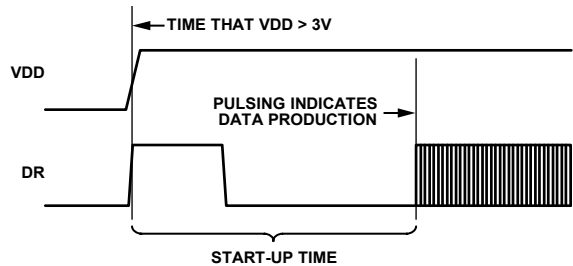 TIME THAT VDD > 3V
VDD
PULSING INDICATES
DATA PRODUCTION
DR
START-UP TIME